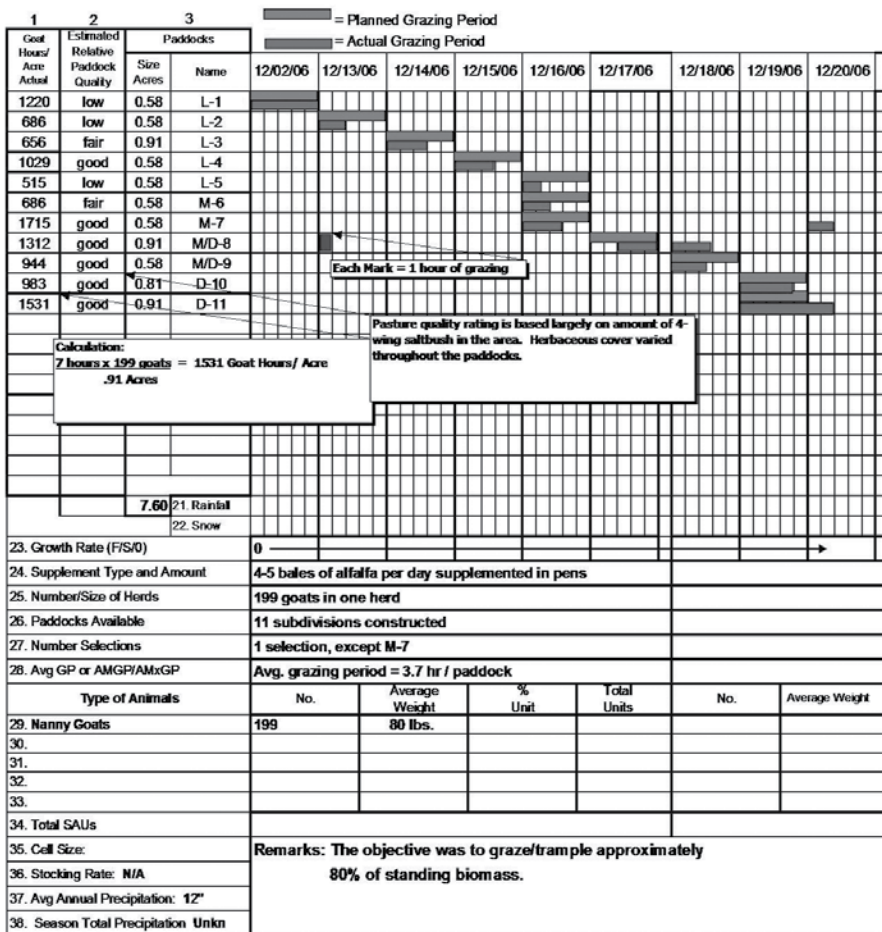 1 2 3
= Planned Grazing Period
= Actual Grazing Period
Goat Hours/ Acre Actual
Estimated Relative Paddock Quality
Paddocks
Size Acres
Name
12/02/06 12/13/06 12/14/06 12/15/06 12/16/06 12/17/06 12/18/06 12/19/06 12/20/06
1220 low 0.58 L-1
686 low 0.58 L-2
656 fair 0.91 L-3
1029 good 0.58 L-4
515 low 0.58 L-5
686 fair 0.58 M-6
1715 good 0.58 M-7
1312 good 0.91 M/D-8
944 good 0.58 M/D-9
983 good 0.81 D-10
1531 good 0.91 D-11
Each Mark = 1 hour of grazing
Pasture quality rating is based largely on amount of 4-
wing saltbush in the area. Herbaceous cover varied
throughout the paddocks.
Calculation:
7 hours x 199 goats = 1531 Goat Hours/ Acre
.91 Acres
7.60 21. Rainfall
22. Snow
23. Growth Rate (F/S/0) 0
24. Supplement Type and Amount 4-5 bales of alfalfa per day supplemented in pens
25. Number/Size of Herds 199 goats in one herd
26. Paddocks Available 11 subdivisions constructed
27. Number Selections 1 selection, except M-7
28. Avg GP or AMGP/AMxGP Avg. grazing period = 3.7 hr / paddock
Type of Animals No. Average Weight % Unit Total Units No. Average Weight
29. Nanny Goats 199 80 lbs.
30.
31.
32.
33.
34. Total SAUs
35. Cell Size:
Remarks: The objective was to graze/trample approximately
80% of standing biomass.
36. Stocking Rate: N/A
37. Avg Annual Precipitation: 12"
38. Season Total Precipitation Unkn